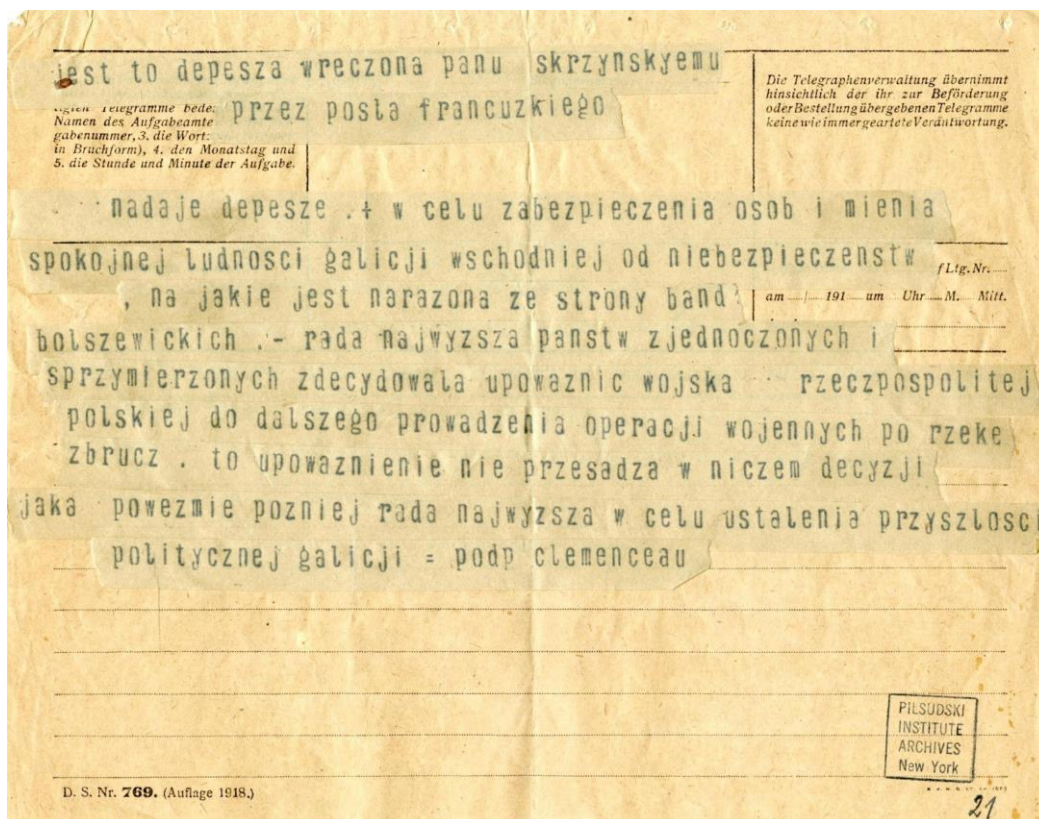 jest to depesza wreczona panu skrzynskyemu
przez posta francuzkiego
tigten Telegramme bede:
Namen des Aufgabeamte
gabenummer, 3. die Wort:
in Bruchform), 4. den Monatstag und
5. die Stunde und Minute der Aufgabe.
Die Telegraphenverwaltung übernimmt
hinsichtlich der ihr zur Beförderung
oder Bestellung übergebenen Telegramme
keine wie immer geartete Verantwortung.
nadaje depesze .+ w celu zabezpieczenia osob i mienia
spokojnej ludnosci galicji wschodniej od niebezpieczenstw
, na jakie jest narazona ze strony band
bolszewickich .- rada najwyzsza panstw zjednoczonych i
sprzymierzonych zdecydowala upowaznic wojska rzeczpospolitej
polskiej do dalszego prowadzenia operacji wojennych po rzeke
zbrucz . to upowaznienie nie przesadza w niczem decyzji
jaka powezmie pozniej rada najwyzsza w celu ustalenia przyszlosci
politycznej galicji = podp clemenceau
f Ltg. Nr.
am / 191 um Uhr M. Mitt.
PILSUDSKI
INSTITUTE
ARCHIVES
New York
D. S. Nr. 769. (Auflage 1918.)
21